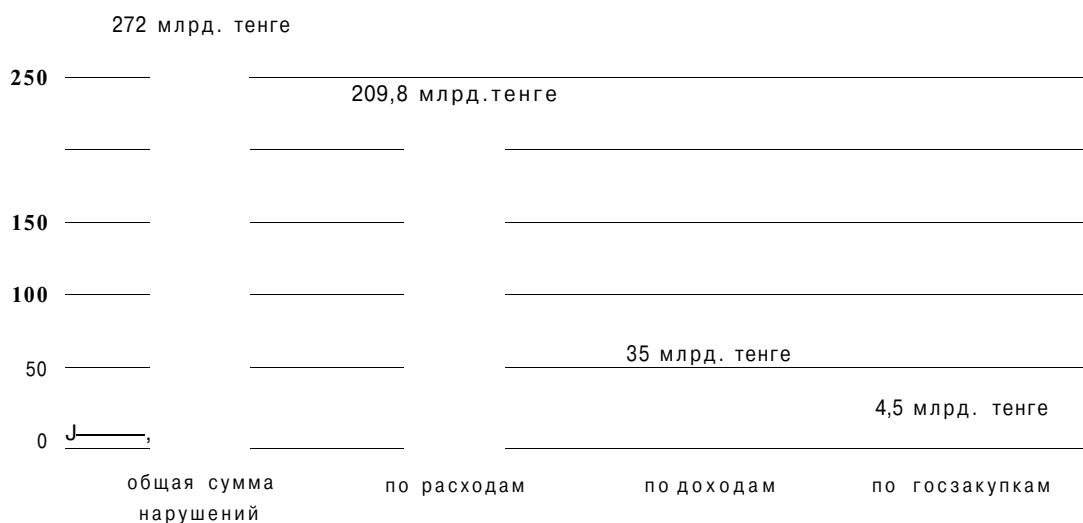 272 млрд. тенге
250
209,8 млрд.тенге
150
100
50
35 млрд. тенге
4,5 млрд. тенге
0
общая сумма нарушений
по расходам
по доходам
по госзакупкам